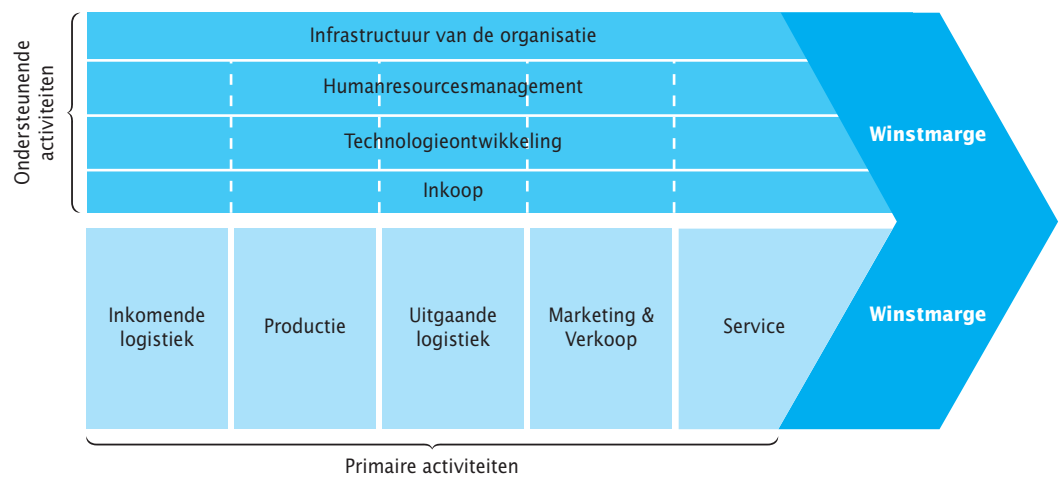 Ondersteunende
activiteiten
Infrastructuur van de organisatie
Humanresourcesmanagement
Technologieontwikkeling
Inkoop
Winstmarge
Inkomende
logistiek
Productie
Uitgaande
logistiek
Marketing &
Verkoop
Service
Winstmarge
Primaire activiteiten